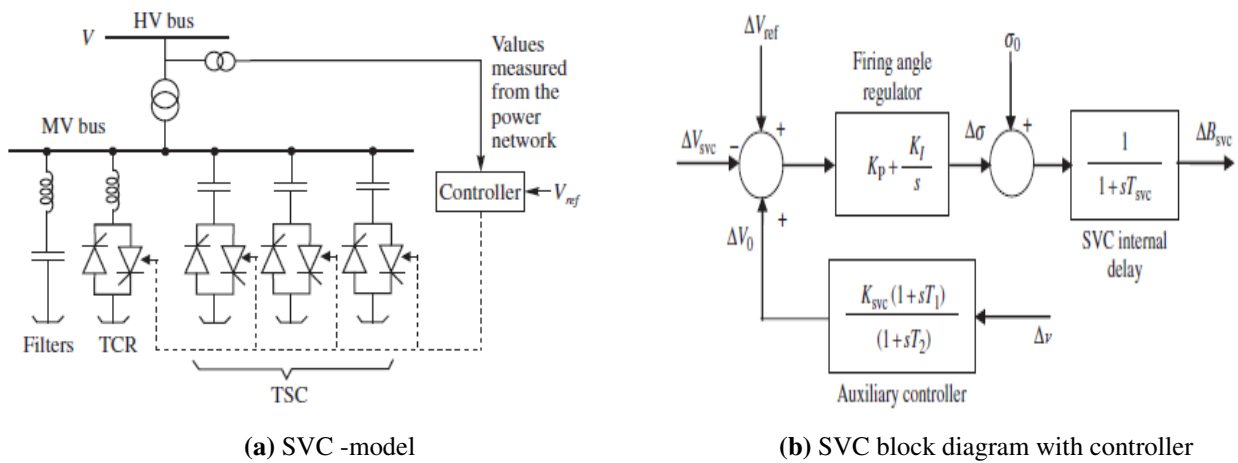 HV bus
V
Values
measured
from the
power
network
MV bus
Controller
V_ref
Filters
TCR
TSC
(a) SVC -model
ΔV_ref
σ_0
Firing angle
regulator
ΔV_svc
−
+
K_p + K_I / s
Δσ
+
1 / 1 + sT_svc
ΔB_svc
SVC internal
delay
ΔV_0
+
K_svc (1 + sT_1) / (1 + sT_2)
Δν
Auxiliary controller
(b) SVC block diagram with controller